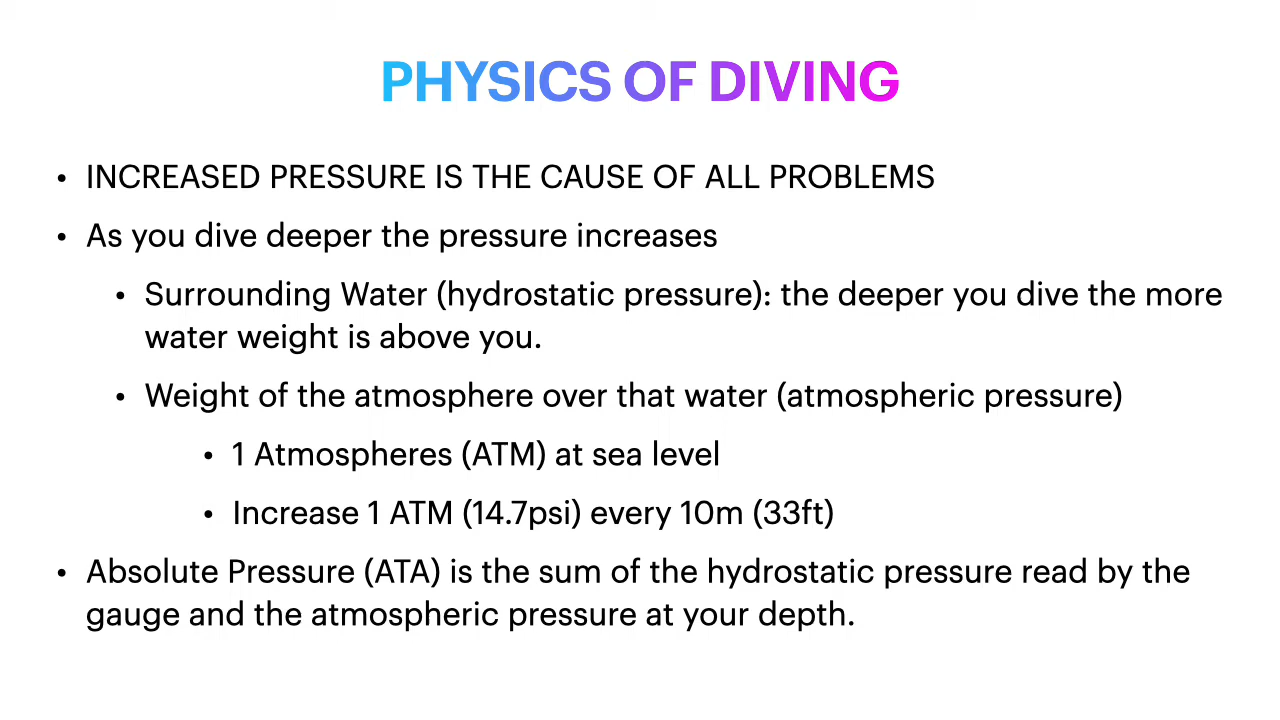 PHYSICS OF DIVING
• INCREASED PRESSURE IS THE CAUSE OF ALL PROBLEMS
• As you dive deeper the pressure increases
• Surrounding Water (hydrostatic pressure): the deeper you dive the more
water weight is above you.
• Weight of the atmosphere over that water (atmospheric pressure)
• 1 Atmospheres (ATM) at sea level
• Increase 1 ATM (14.7psi) every 10m (33ft)
• Absolute Pressure (ATA) is the sum of the hydrostatic pressure read by the
gauge and the atmospheric pressure at your depth.